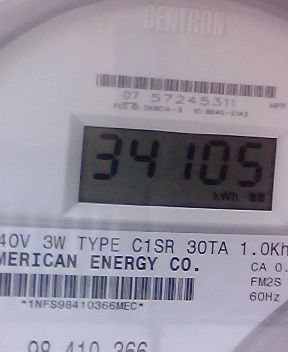 CENTRON®
07 57245311
34105
kWh
40V 3W TYPE C1SR 30TA 1.0Kh
MERICAN ENERGY CO.
CA 0.
FM2S
60Hz
*1NFS98410366MEC*
98 410 366